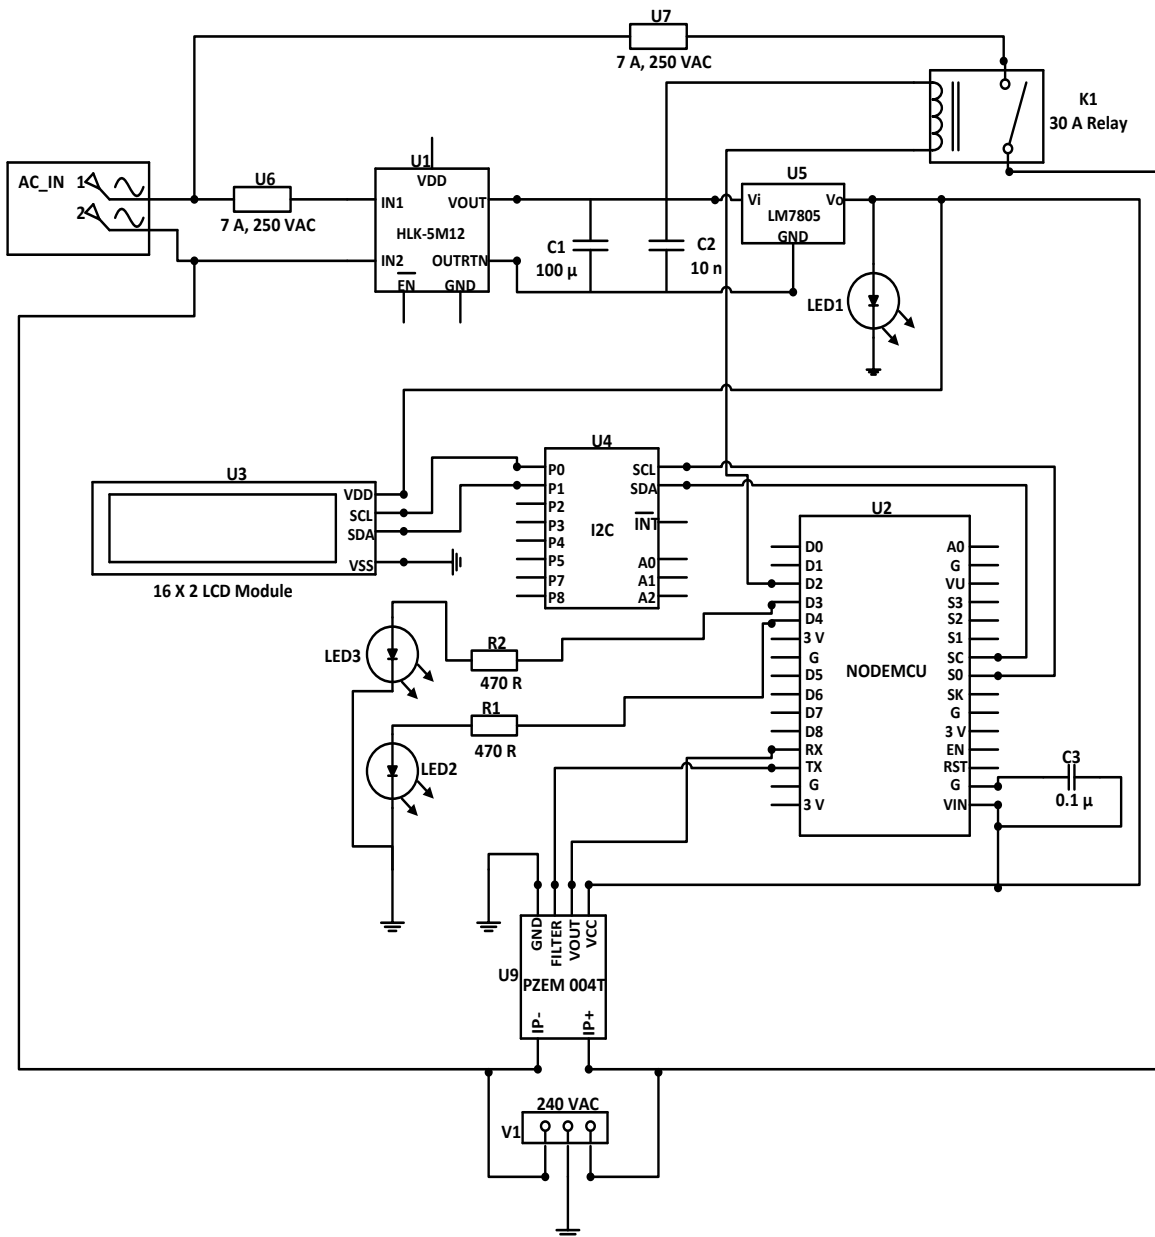 U7
7 A, 250 VAC
K1
30 A Relay
AC_IN
1
2
U6
7 A, 250 VAC
U1
VDD
IN1
VOUT
HLK-5M12
IN2
OUTRTN
EN
GND
C1
100 µ
C2
10 n
U5
Vi
Vo
LM7805
GND
LED1
U3
VDD
SCL
SDA
VSS
16 X 2 LCD Module
U4
P0
P1
P2
P3
P4
P5
P7
P8
I2C
SCL
SDA
INT
A0
A1
A2
U2
D0
D1
D2
D3
D4
3 V
G
D5
D6
D7
D8
RX
TX
G
3 V
NODEMCU
A0
G
VU
S3
S2
S1
SC
S0
SK
G
3 V
EN
RST
G
VIN
C3
0.1 µ
LED3
R2
470 R
R1
470 R
LED2
GND
FILTER
VOUT
VCC
U9
PZEM 004T
IP-
IP+
240 VAC
V1